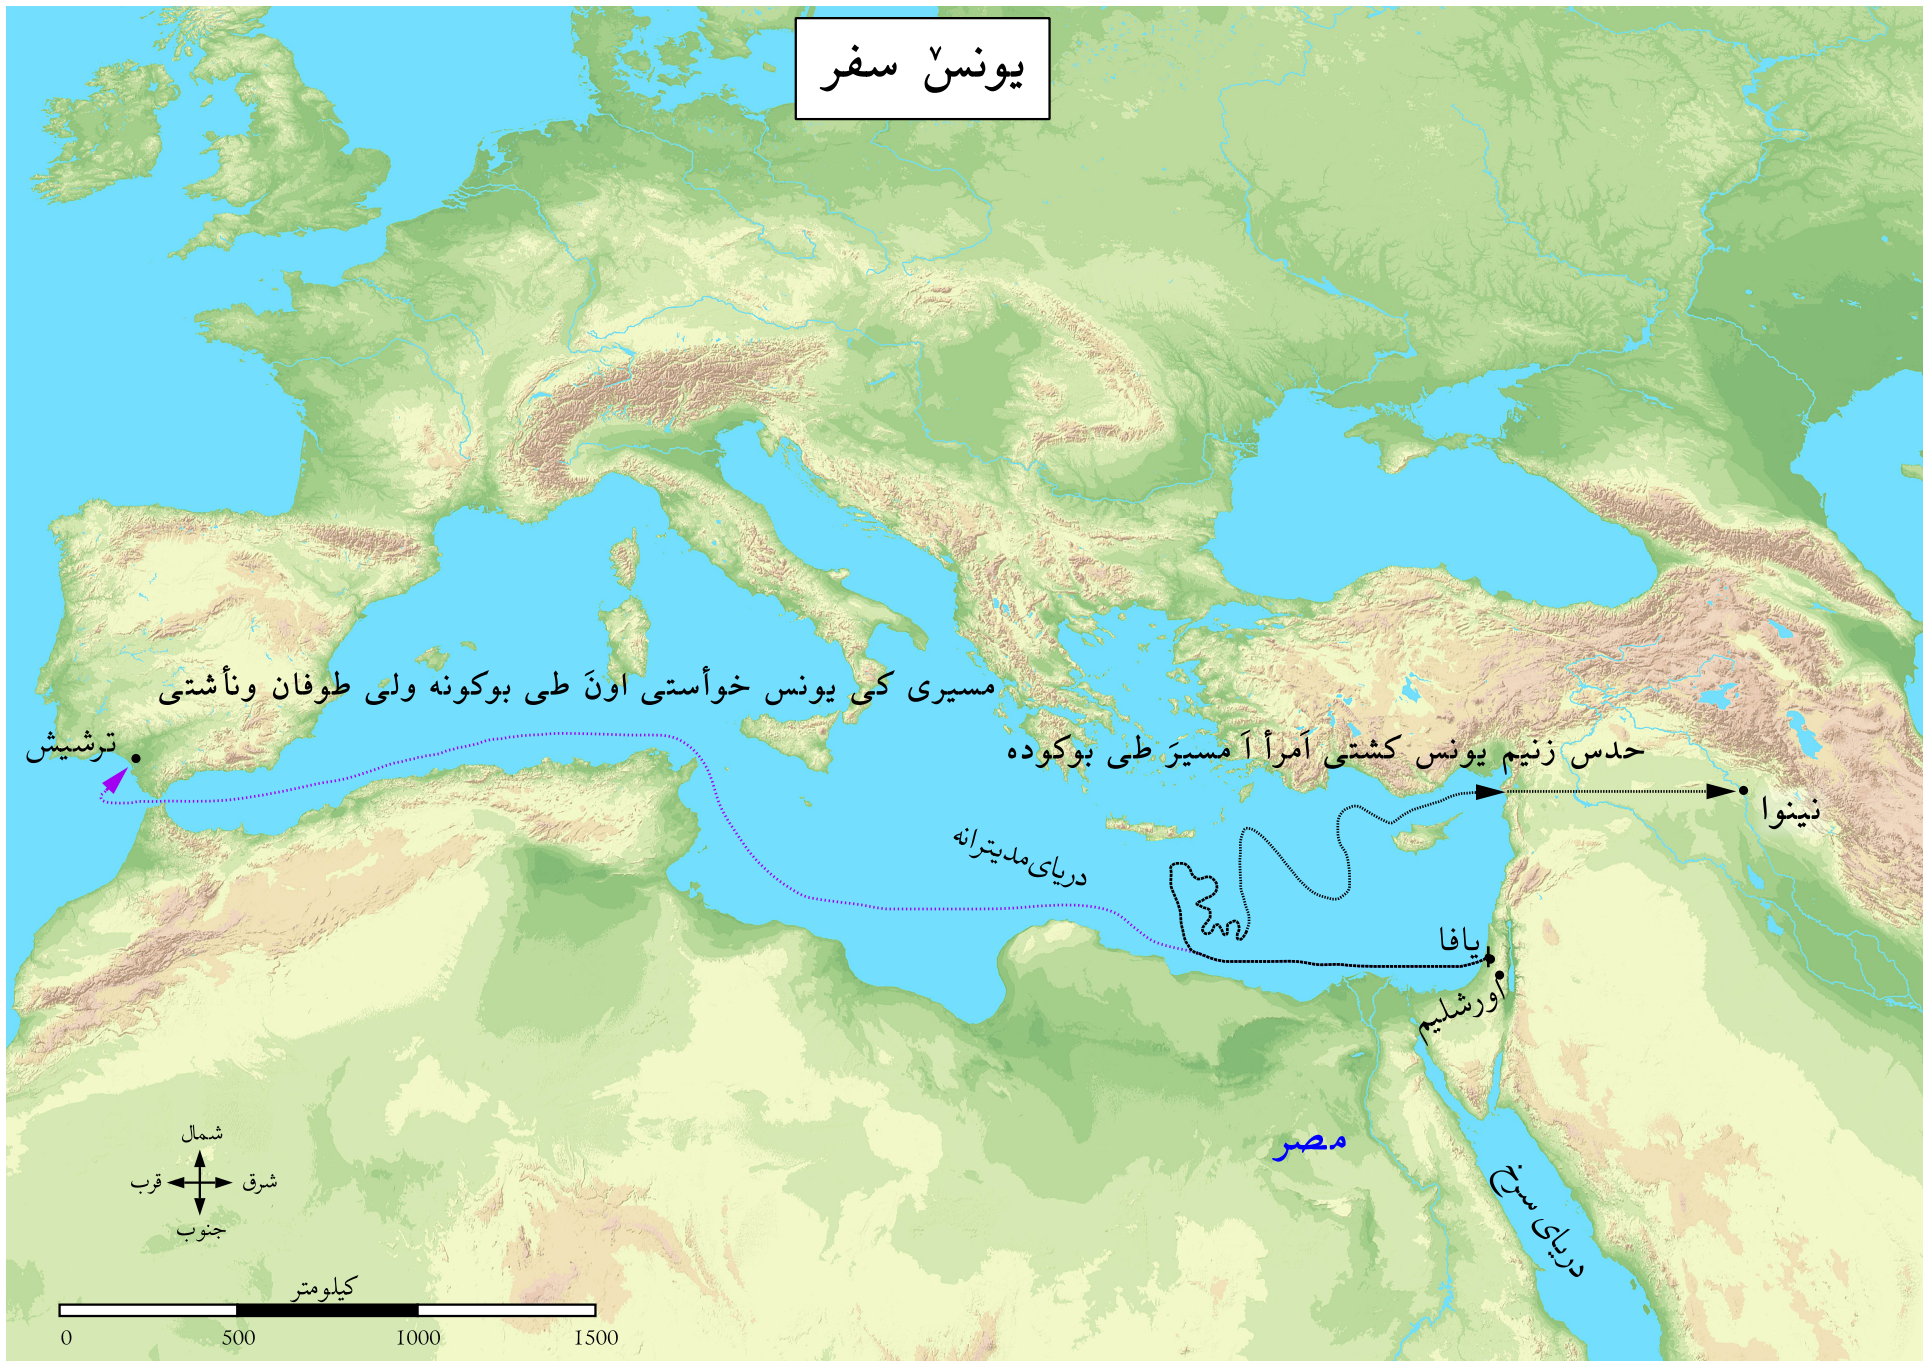 یونسٚ سفر
مسیری کی یونس خوأستی اونَ طی بوکونه ولی طوفان ونأشتی
ترشیش
حدس زنیم یونس کشتی اَمرأ اَ مسیرَ طی بوکوده
نینوا
دریای مدیترانه
یافا
اورشلیم
مصر
دریای سرخ
شمال
قرب
شرق
جنوب
کیلومتر
0 500 1000 1500